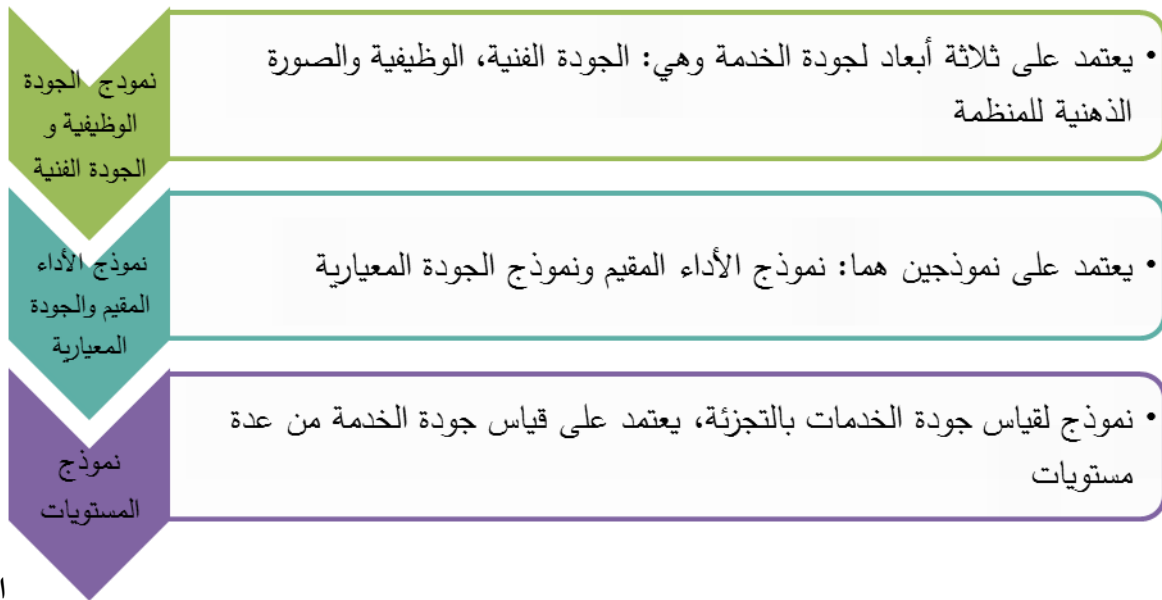 نمودج الجودة
الوظيفية و
الجودة الفنية
• يعتمد على ثلاثة أبعاد لجودة الخدمة وهي: الجودة الفنية، الوظيفية والصورة
الذهنية للمنظمة
نموذج الأداء
المقيم والجودة
المعيارية
• يعتمد على نموذجين هما: نموذج الأداء المقيم ونموذج الجودة المعيارية
نموذج
المستويات
• نموذج لقياس جودة الخدمات بالتجزئة، يعتمد على قياس جودة الخدمة من عدة
مستويات